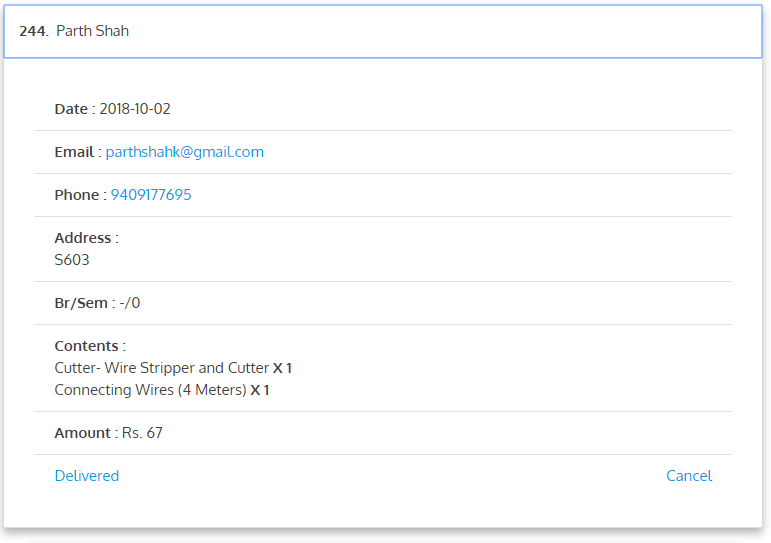 244. Parth Shah
Date : 2018-10-02
Email : parthshahk@gmail.com
Phone : 9409177695
Address :
S603
Br/Sem : -/0
Contents :
Cutter- Wire Stripper and Cutter X 1
Connecting Wires (4 Meters) X 1
Amount : Rs. 67
Delivered Cancel